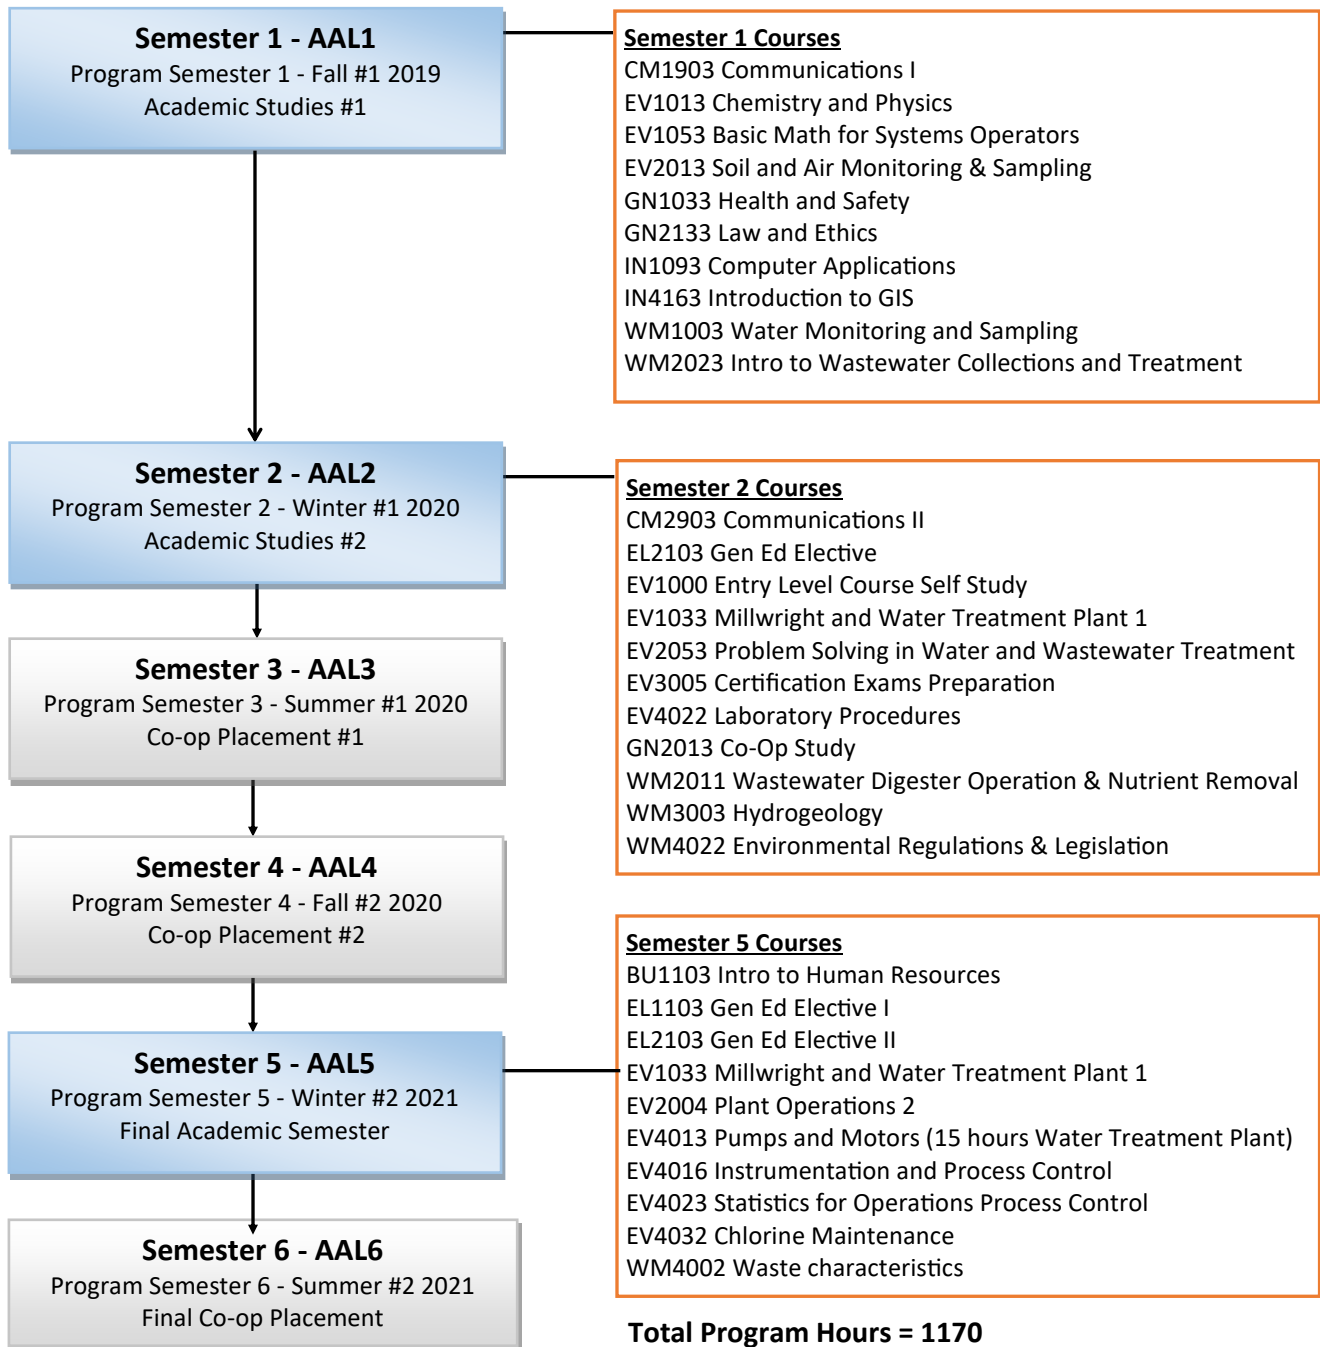 Semester 1 - AAL1
Program Semester 1 - Fall #1 2019
Academic Studies #1
Semester 1 Courses
CM1903 Communications I
EV1013 Chemistry and Physics
EV1053 Basic Math for Systems Operators
EV2013 Soil and Air Monitoring & Sampling
GN1033 Health and Safety
GN2133 Law and Ethics
IN1093 Computer Applications
IN4163 Introduction to GIS
WM1003 Water Monitoring and Sampling
WM2023 Intro to Wastewater Collections and Treatment
Semester 2 - AAL2
Program Semester 2 - Winter #1 2020
Academic Studies #2
Semester 2 Courses
CM2903 Communications II
EL2103 Gen Ed Elective
EV1000 Entry Level Course Self Study
EV1033 Millwright and Water Treatment Plant 1
EV2053 Problem Solving in Water and Wastewater Treatment
EV3005 Certification Exams Preparation
EV4022 Laboratory Procedures
GN2013 Co-Op Study
WM2011 Wastewater Digester Operation & Nutrient Removal
WM3003 Hydrogeology
WM4022 Environmental Regulations & Legislation
Semester 3 - AAL3
Program Semester 3 - Summer #1 2020
Co-op Placement #1
Semester 4 - AAL4
Program Semester 4 - Fall #2 2020
Co-op Placement #2
Semester 5 - AAL5
Program Semester 5 - Winter #2 2021
Final Academic Semester
Semester 5 Courses
BU1103 Intro to Human Resources
EL1103 Gen Ed Elective I
EL2103 Gen Ed Elective II
EV1033 Millwright and Water Treatment Plant 1
EV2004 Plant Operations 2
EV4013 Pumps and Motors (15 hours Water Treatment Plant)
EV4016 Instrumentation and Process Control
EV4023 Statistics for Operations Process Control
EV4032 Chlorine Maintenance
WM4002 Waste characteristics
Semester 6 - AAL6
Program Semester 6 - Summer #2 2021
Final Co-op Placement
Total Program Hours = 1170